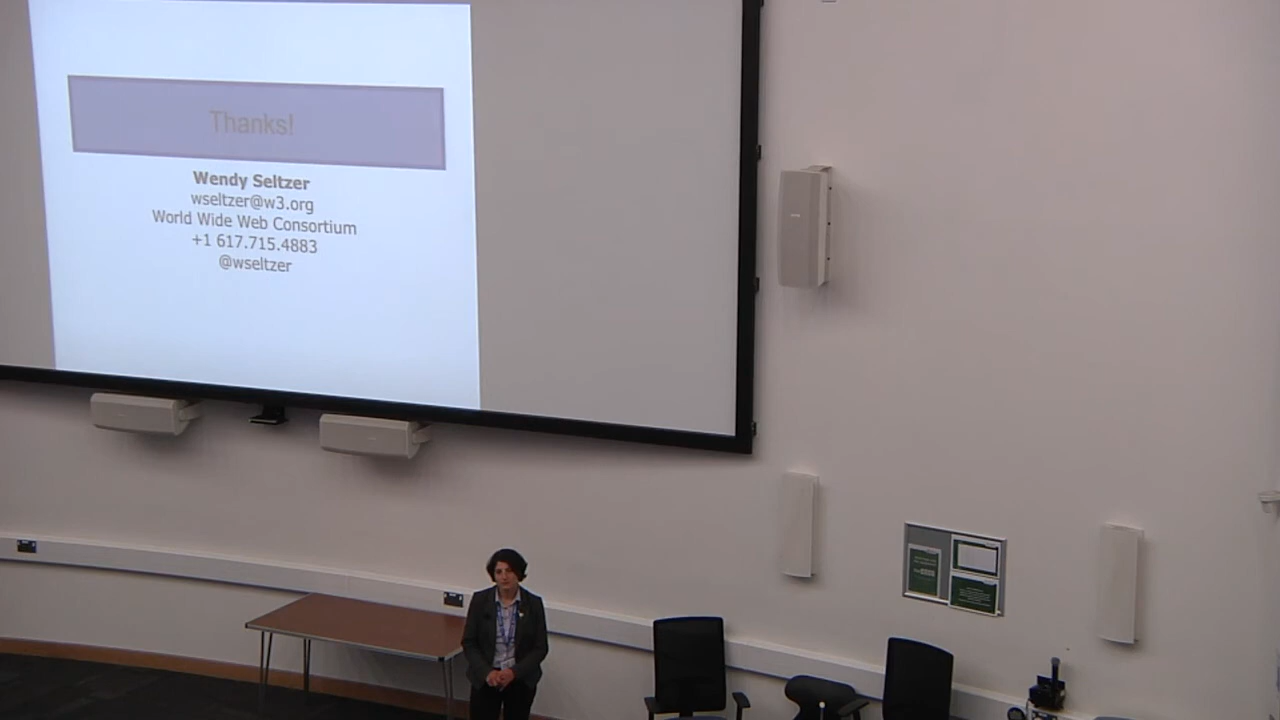 Thanks!
Wendy Seltzer
wseltzer@w3.org
World Wide Web Consortium
+1 617.715.4883
@wseltzer